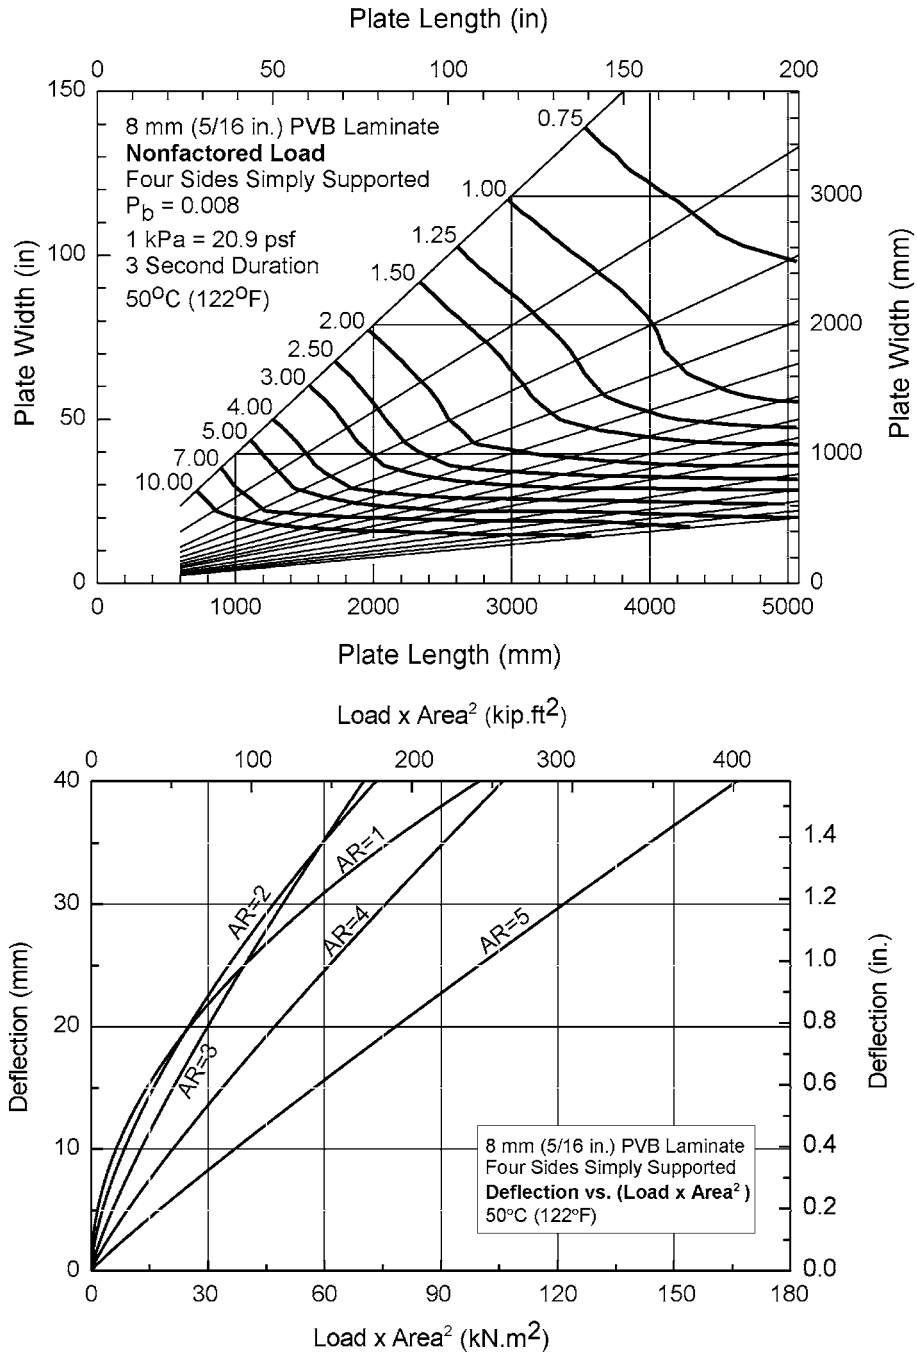 Plate Length (in)
0 50 100 150 200
150
100
50
0
Plate Width (in)
8 mm (5/16 in.) PVB Laminate
Nonfactored Load
Four Sides Simply Supported
P_b = 0.008
1 kPa = 20.9 psf
3 Second Duration
50°C (122°F)
0.75
1.00
1.25
1.50
2.00
2.50
3.00
4.00
5.00
7.00
10.00
3000
2000
1000
0
Plate Width (mm)
0 1000 2000 3000 4000 5000
Plate Length (mm)
Load x Area² (kip.ft²)
0 100 200 300 400
40
30
20
10
0
Deflection (mm)
AR=1
AR=2
AR=3
AR=4
AR=5
1.4
1.2
1.0
0.8
0.6
0.4
0.2
0.0
Deflection (in.)
8 mm (5/16 in.) PVB Laminate
Four Sides Simply Supported
Deflection vs. (Load x Area²)
50°C (122°F)
0 30 60 90 120 150 180
Load x Area² (kN.m²)